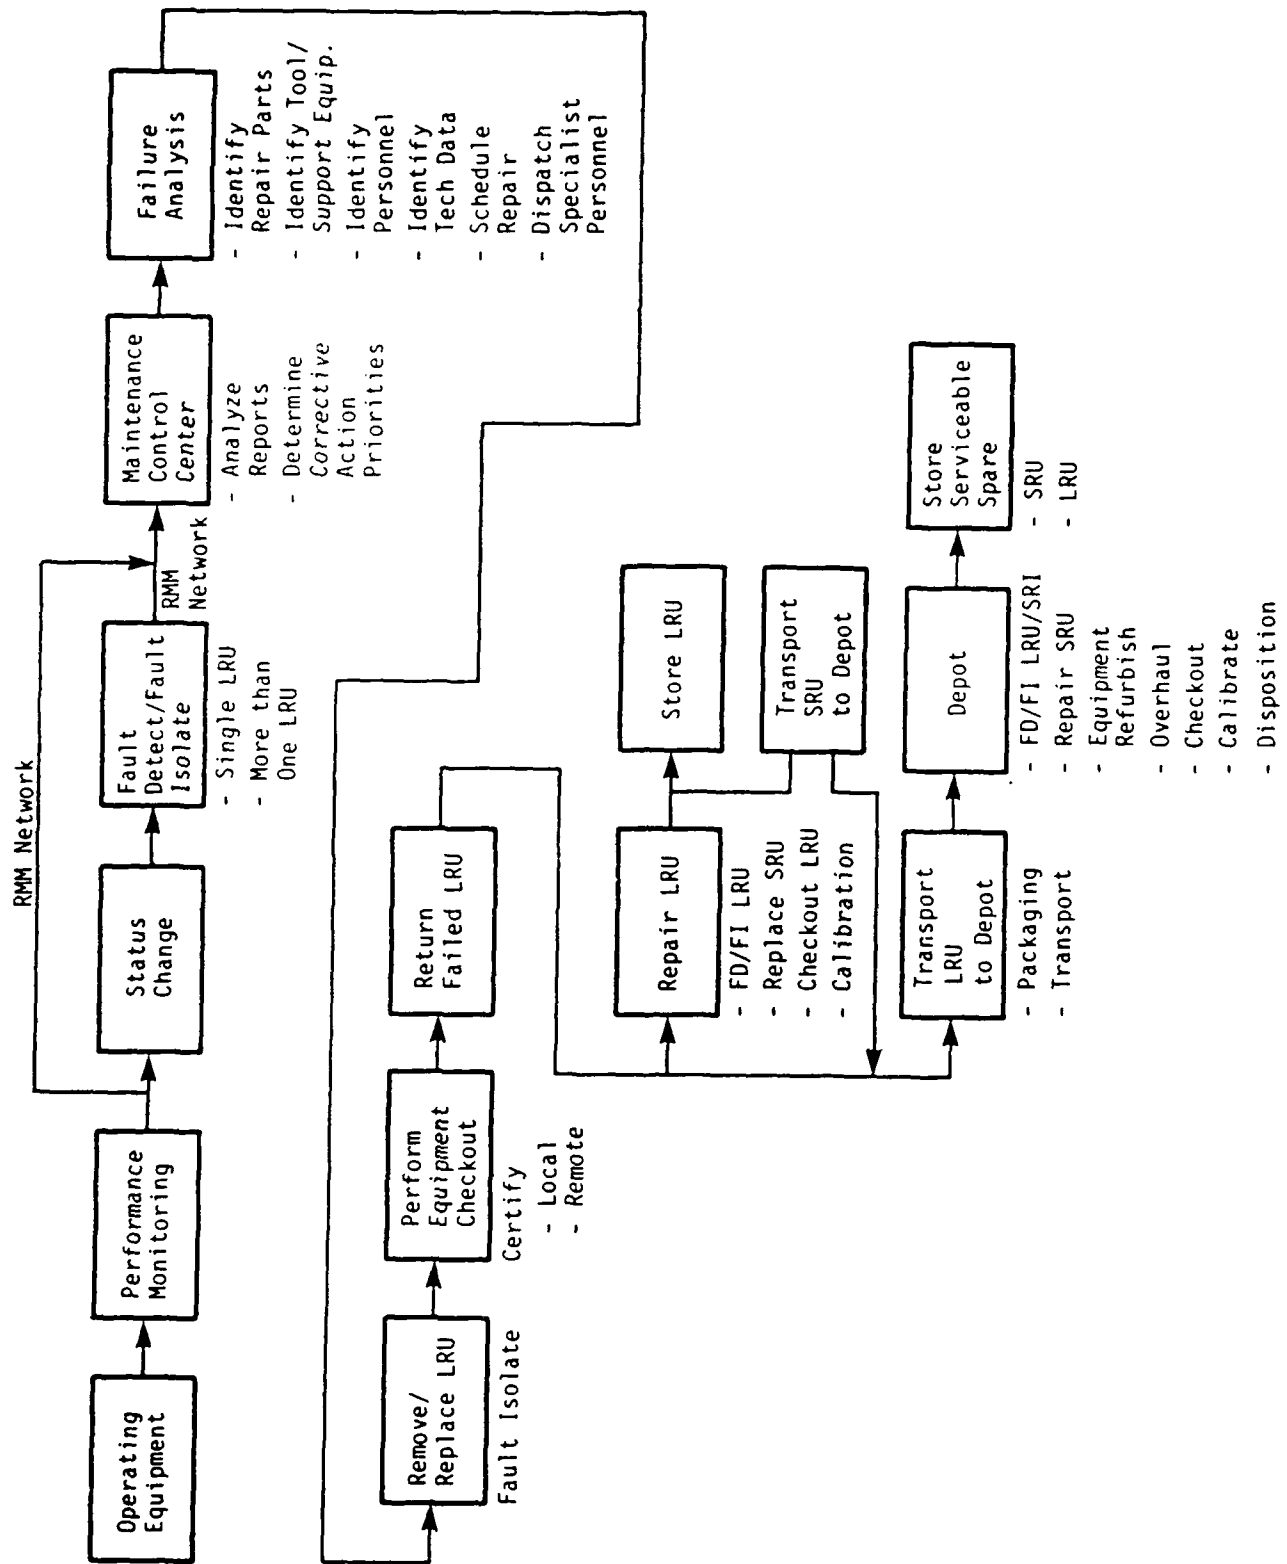 RMM Network
Operating
Equipment
Performance
Monitoring
Status
Change
Fault
Detect/Fault
Isolate
- Single LRU
- More than
One LRU
RMM
Network
Maintenance
Control
Center
- Analyze
Reports
- Determine
Corrective
Action
Priorities
Failure
Analysis
- Identify
Repair Parts
- Identify Tool/
Support Equip.
- Identify
Personnel
- Identify
Tech Data
- Schedule
Repair
- Dispatch
Specialist
Personnel
Remove/
Replace LRU
Fault Isolate
Perform
Equipment
Checkout
Certify
- Local
- Remote
Return
Failed LRU
Repair LRU
- FD/FI LRU
- Replace SRU
- Checkout LRU
- Calibration
Store LRU
Transport
SRU
to Depot
Transport
LRU
to Depot
- Packaging
- Transport
Depot
- FD/FI LRU/SRI
- Repair SRU
- Equipment
Refurbish
- Overhaul
- Checkout
- Calibrate
- Disposition
Store
Serviceable
Spare
- SRU
- LRU